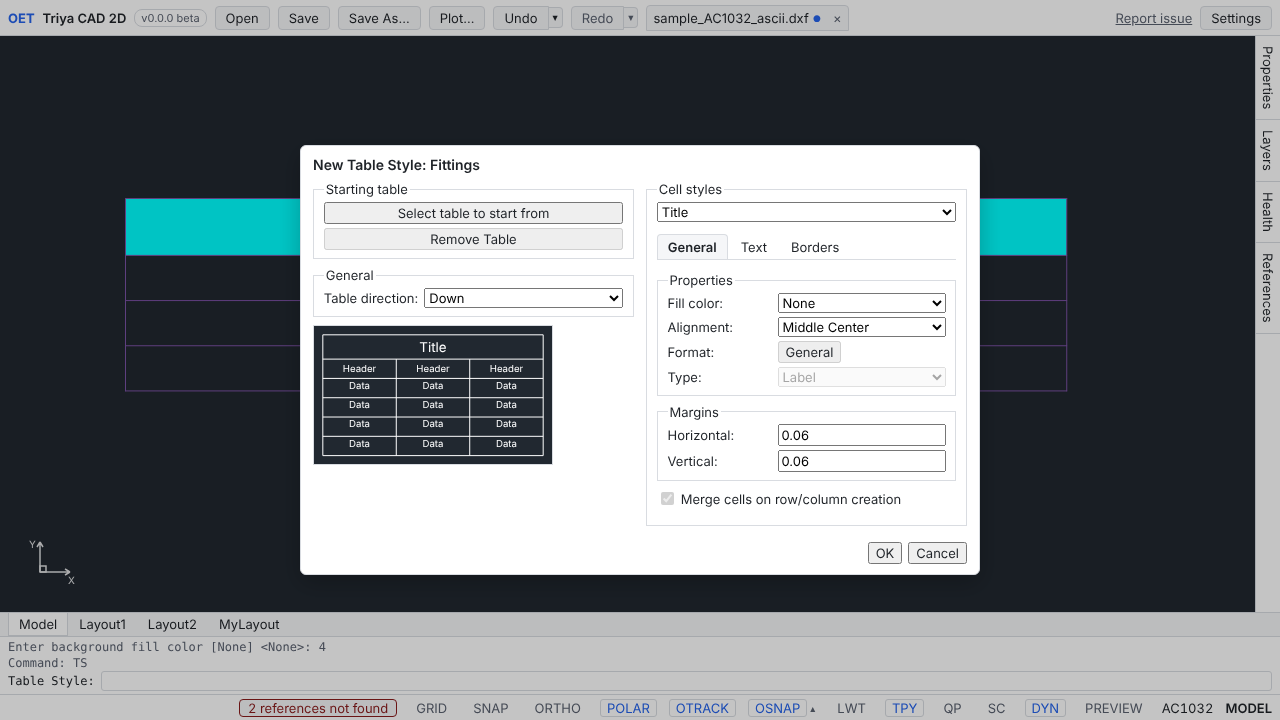 OET Triya CAD 2D v0.0.0 beta Open Save Save As... Plot... Undo ▾ Redo ▾ sample_AC1032_ascii.dxf ● × Report issue Settings
Properties
Layers
Health
References
New Table Style: Fittings
Starting table
Select table to start from
Remove Table
General
Table direction: Down
Title
Header Header Header
Data Data Data
Data Data Data
Data Data Data
Data Data Data
Cell styles
Title
General Text Borders
Properties
Fill color: None
Alignment: Middle Center
Format: General
Type: Label
Margins
Horizontal: 0.06
Vertical: 0.06
Merge cells on row/column creation
OK Cancel
Y
X
Model Layout1 Layout2 MyLayout
Enter background fill color [None] <None>: 4
Command: TS
Table Style:
2 references not found GRID SNAP ORTHO POLAR OTRACK OSNAP ▴ LWT TPY QP SC DYN PREVIEW AC1032 MODEL